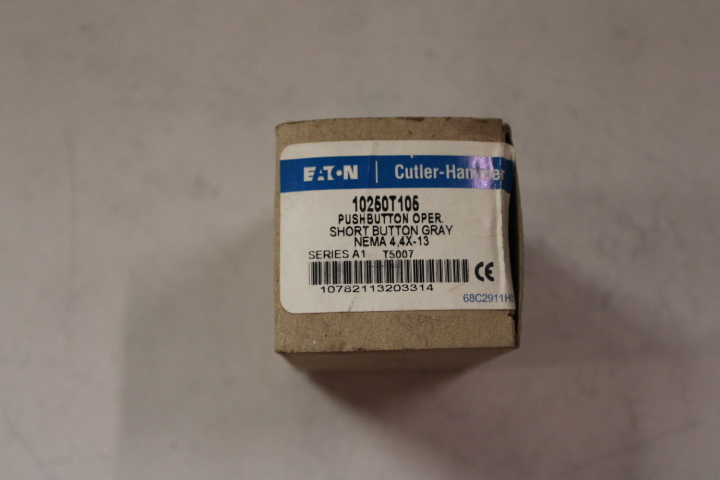 EATON | Cutler-Hammer
10250T105
PUSHBUTTON OPER.
SHORT BUTTON GRAY
NEMA 4,4X-13
SERIES A1 T5007
CE
10782113203314
68C2911H